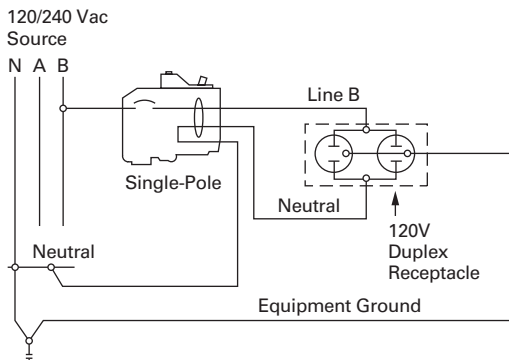 120/240 Vac
Source
N A B
Line B
Single-Pole
Neutral
120V
Duplex
Receptacle
Neutral
Equipment Ground